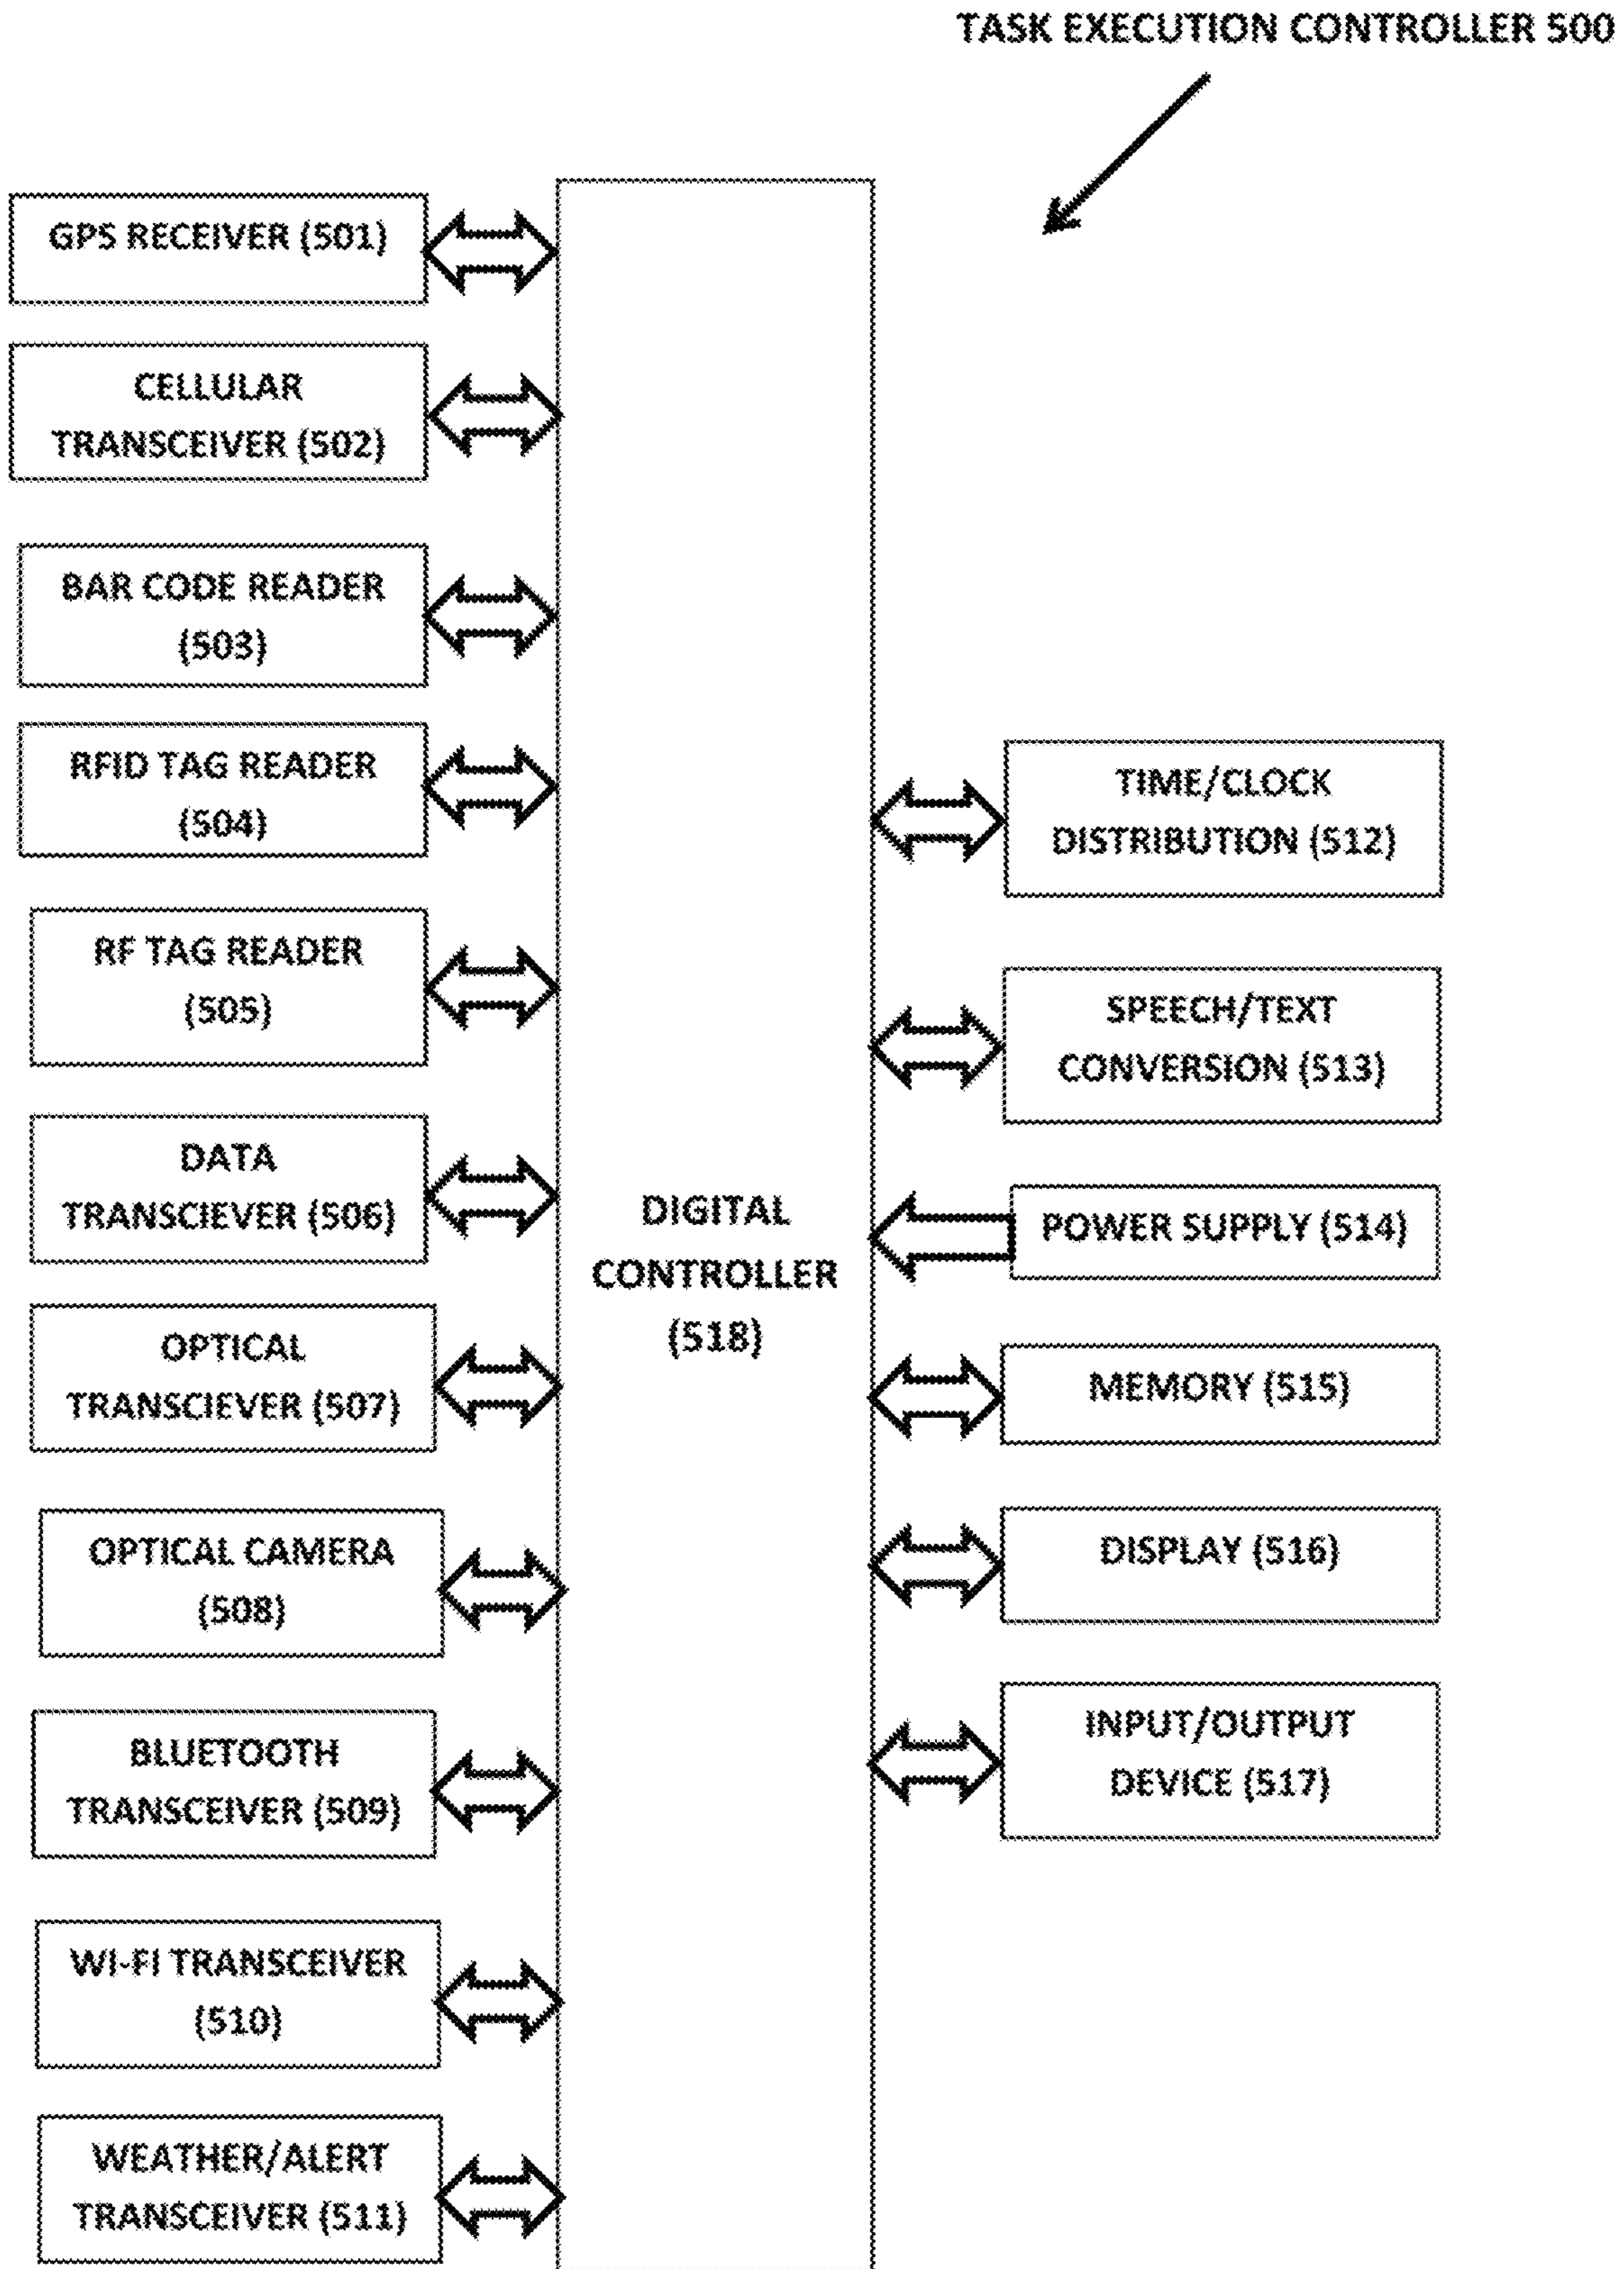 TASK EXECUTION CONTROLLER 500
GPS RECEIVER (501)
CELLULAR
TRANSCEIVER (502)
BAR CODE READER
(503)
RFID TAG READER
(504)
RF TAG READER
(505)
DATA
TRANSCIEVER (506)
OPTICAL
TRANSCIEVER (507)
OPTICAL CAMERA
(508)
BLUETOOTH
TRANSCEIVER (509)
WI-FI TRANSCEIVER
(510)
WEATHER/ALERT
TRANSCEIVER (511)
DIGITAL
CONTROLLER
(518)
TIME/CLOCK
DISTRIBUTION (512)
SPEECH/TEXT
CONVERSION (513)
POWER SUPPLY (514)
MEMORY (515)
DISPLAY (516)
INPUT/OUTPUT
DEVICE (517)